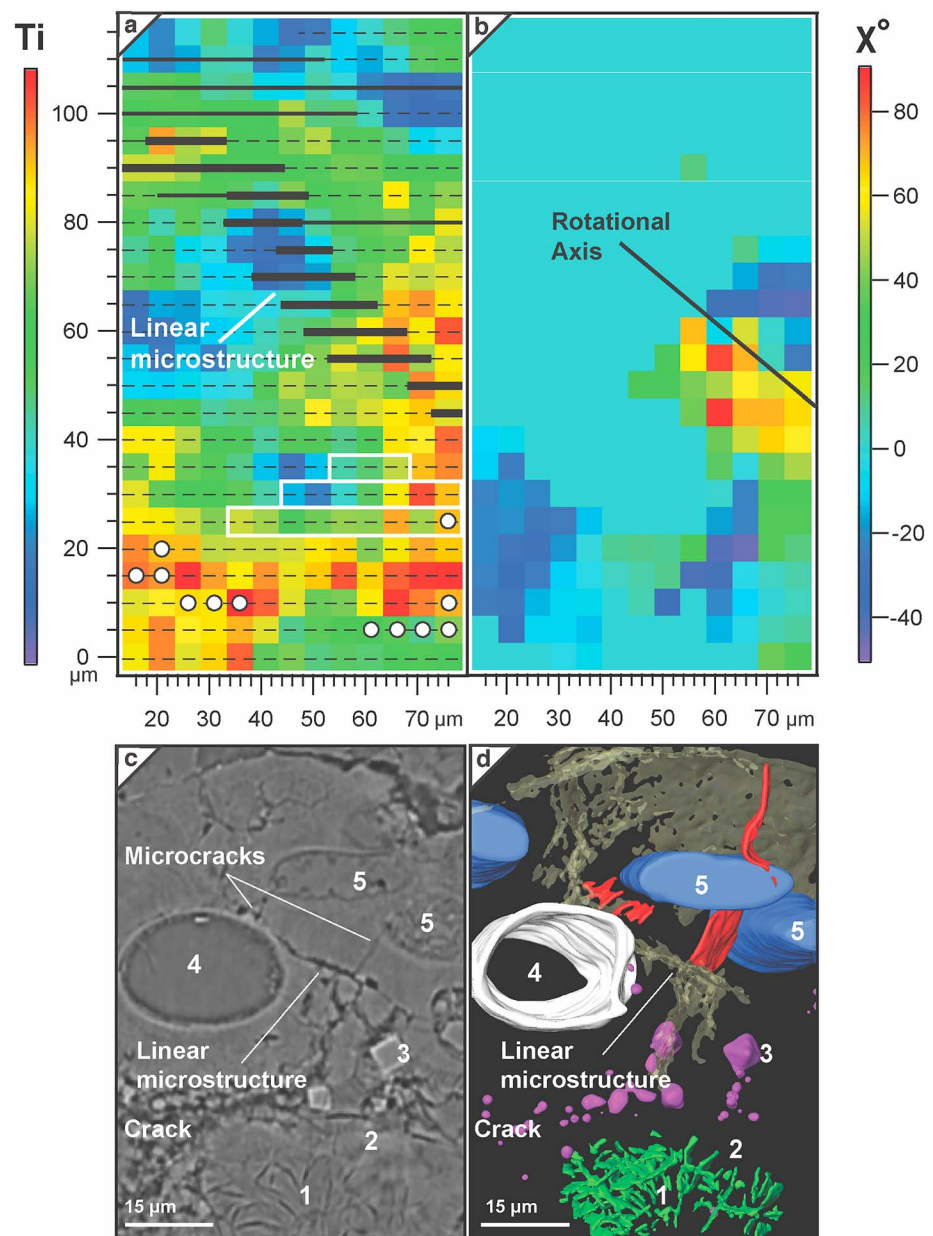 Ti
a
b
χ°
100
80
60
40
20
0
μm
80
60
40
20
0
-20
-40
Linear
microstructure
Rotational
Axis
20 30 40 50 60 70 μm
20 30 40 50 60 70 μm
c
d
Microcracks
5
5
4
3
Linear
microstructure
Crack
2
1
15 μm
5
5
4
3
Linear
microstructure
Crack
2
1
15 μm